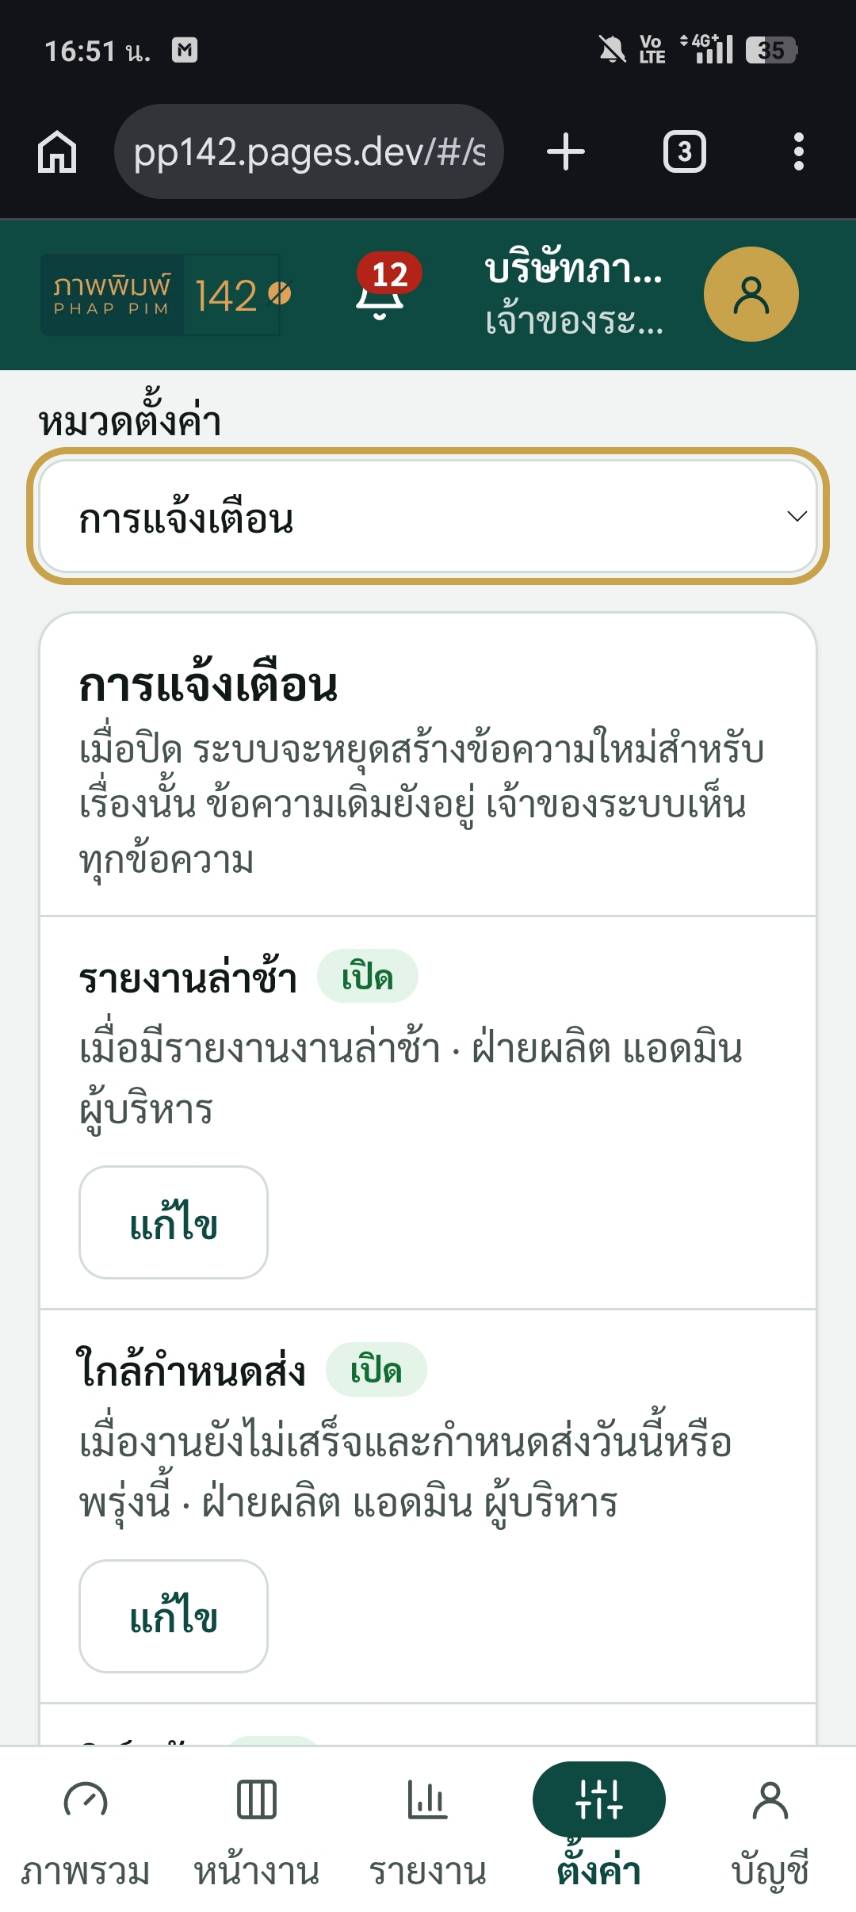 16:51 น.
M
Vo
LTE
4G+
35
pp142.pages.dev/#/s
3
ภาพพิมพ์
PHAP PIM
142
12
บริษัทภา...
เจ้าของระ...
หมวดตั้งค่า
การแจ้งเตือน
การแจ้งเตือน
เมื่อปิด ระบบจะหยุดสร้างข้อความใหม่สำหรับ
เรื่องนั้น ข้อความเดิมยังอยู่ เจ้าของระบบเห็น
ทุกข้อความ
รายงานล่าช้า เปิด
เมื่อมีรายงานงานล่าช้า · ฝ่ายผลิต แอดมิน
ผู้บริหาร
แก้ไข
ใกล้กำหนดส่ง เปิด
เมื่องานยังไม่เสร็จและกำหนดส่งวันนี้หรือ
พรุ่งนี้ · ฝ่ายผลิต แอดมิน ผู้บริหาร
แก้ไข
ภาพรวม หน้างาน รายงาน ตั้งค่า บัญชี